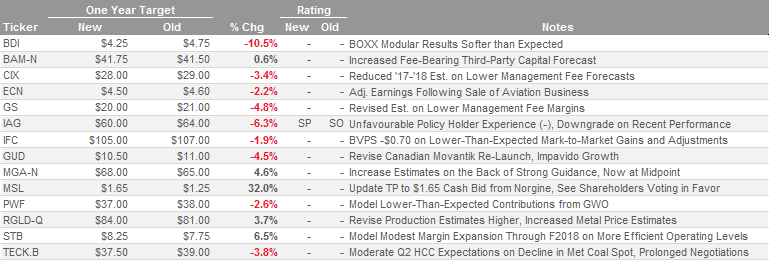 One Year Target Rating
Ticker New Old % Chg New Old Notes
BDI $4.25 $4.75 -10.5% - - BOXX Modular Results Softer than Expected
BAM-N $41.75 $41.50 0.6% - - Increased Fee-Bearing Third-Party Capital Forecast
CIX $28.00 $29.00 -3.4% - - Reduced '17-'18 Est. on Lower Management Fee Forecasts
ECN $4.50 $4.60 -2.2% - - Adj. Earnings Following Sale of Aviation Business
GS $20.00 $21.00 -4.8% - - Revised Est. on Lower Management Fee Margins
IAG $60.00 $64.00 -6.3% SP SO Unfavourable Policy Holder Experience (-), Downgrade on Recent Performance
IFC $105.00 $107.00 -1.9% - - BVPS -$0.70 on Lower-Than-Expected Mark-to-Market Gains and Adjustments
GUD $10.50 $11.00 -4.5% - - Revise Canadian Movantik Re-Launch, Impavido Growth
MGA-N $68.00 $65.00 4.6% - - Increase Estimates on the Back of Strong Guidance, Now at Midpoint
MSL $1.65 $1.25 32.0% - - Update TP to $1.65 Cash Bid from Norgine, See Shareholders Voting in Favor
PWF $37.00 $38.00 -2.6% - - Model Lower-Than-Expected Contributions from GWO
RGLD-Q $84.00 $81.00 3.7% - - Revise Production Estimates Higher, Increased Metal Price Estimates
STB $8.25 $7.75 6.5% - - Model Modest Margin Expansion Through F2018 on More Efficient Operating Levels
TECK.B $37.50 $39.00 -3.8% - - Moderate Q2 HCC Expectations on Decline in Met Coal Spot, Prolonged Negotiations